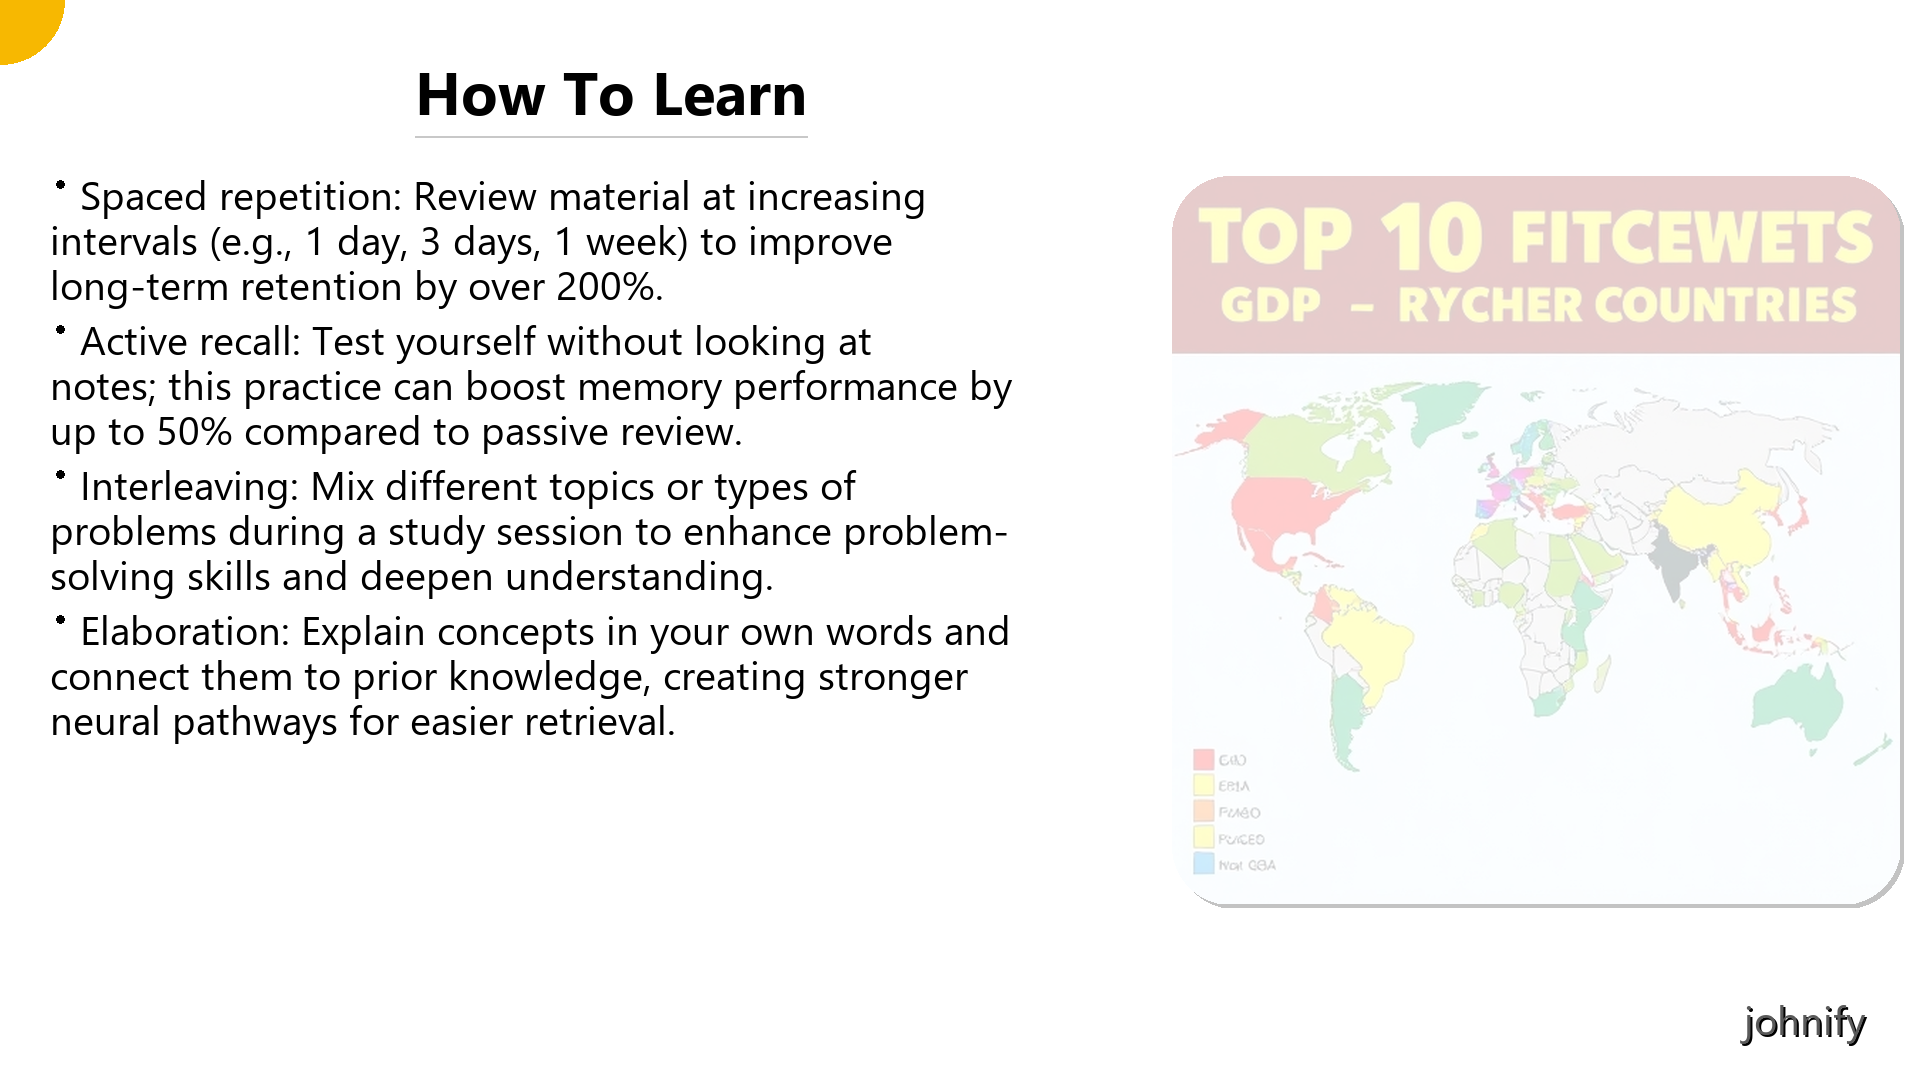 How To Learn
• Spaced repetition: Review material at increasing
intervals (e.g., 1 day, 3 days, 1 week) to improve
long-term retention by over 200%.
• Active recall: Test yourself without looking at
notes; this practice can boost memory performance by
up to 50% compared to passive review.
• Interleaving: Mix different topics or types of
problems during a study session to enhance problem-
solving skills and deepen understanding.
• Elaboration: Explain concepts in your own words and
connect them to prior knowledge, creating stronger
neural pathways for easier retrieval.
TOP 10 FITCEWETS
GDP – RYCHER COUNTRIES
johnify